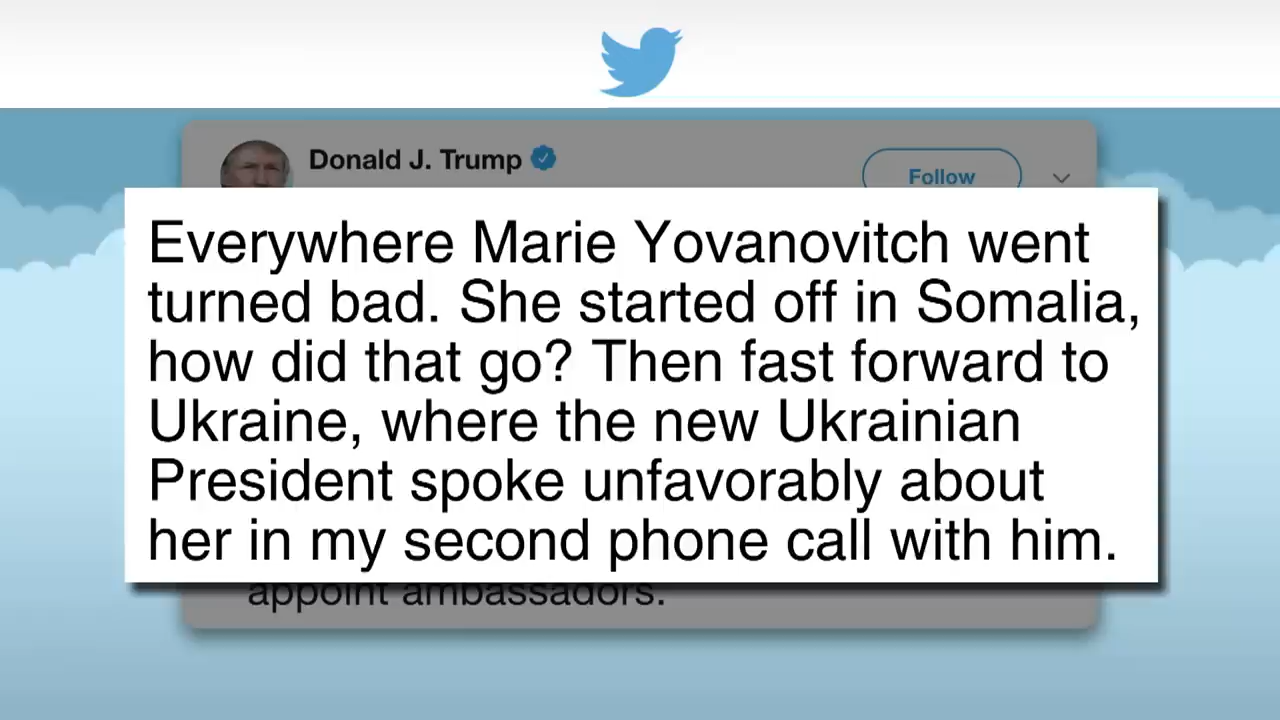 Donald J. Trump
Follow
Everywhere Marie Yovanovitch went
turned bad. She started off in Somalia,
how did that go? Then fast forward to
Ukraine, where the new Ukrainian
President spoke unfavorably about
her in my second phone call with him.
appoint ambassadors.